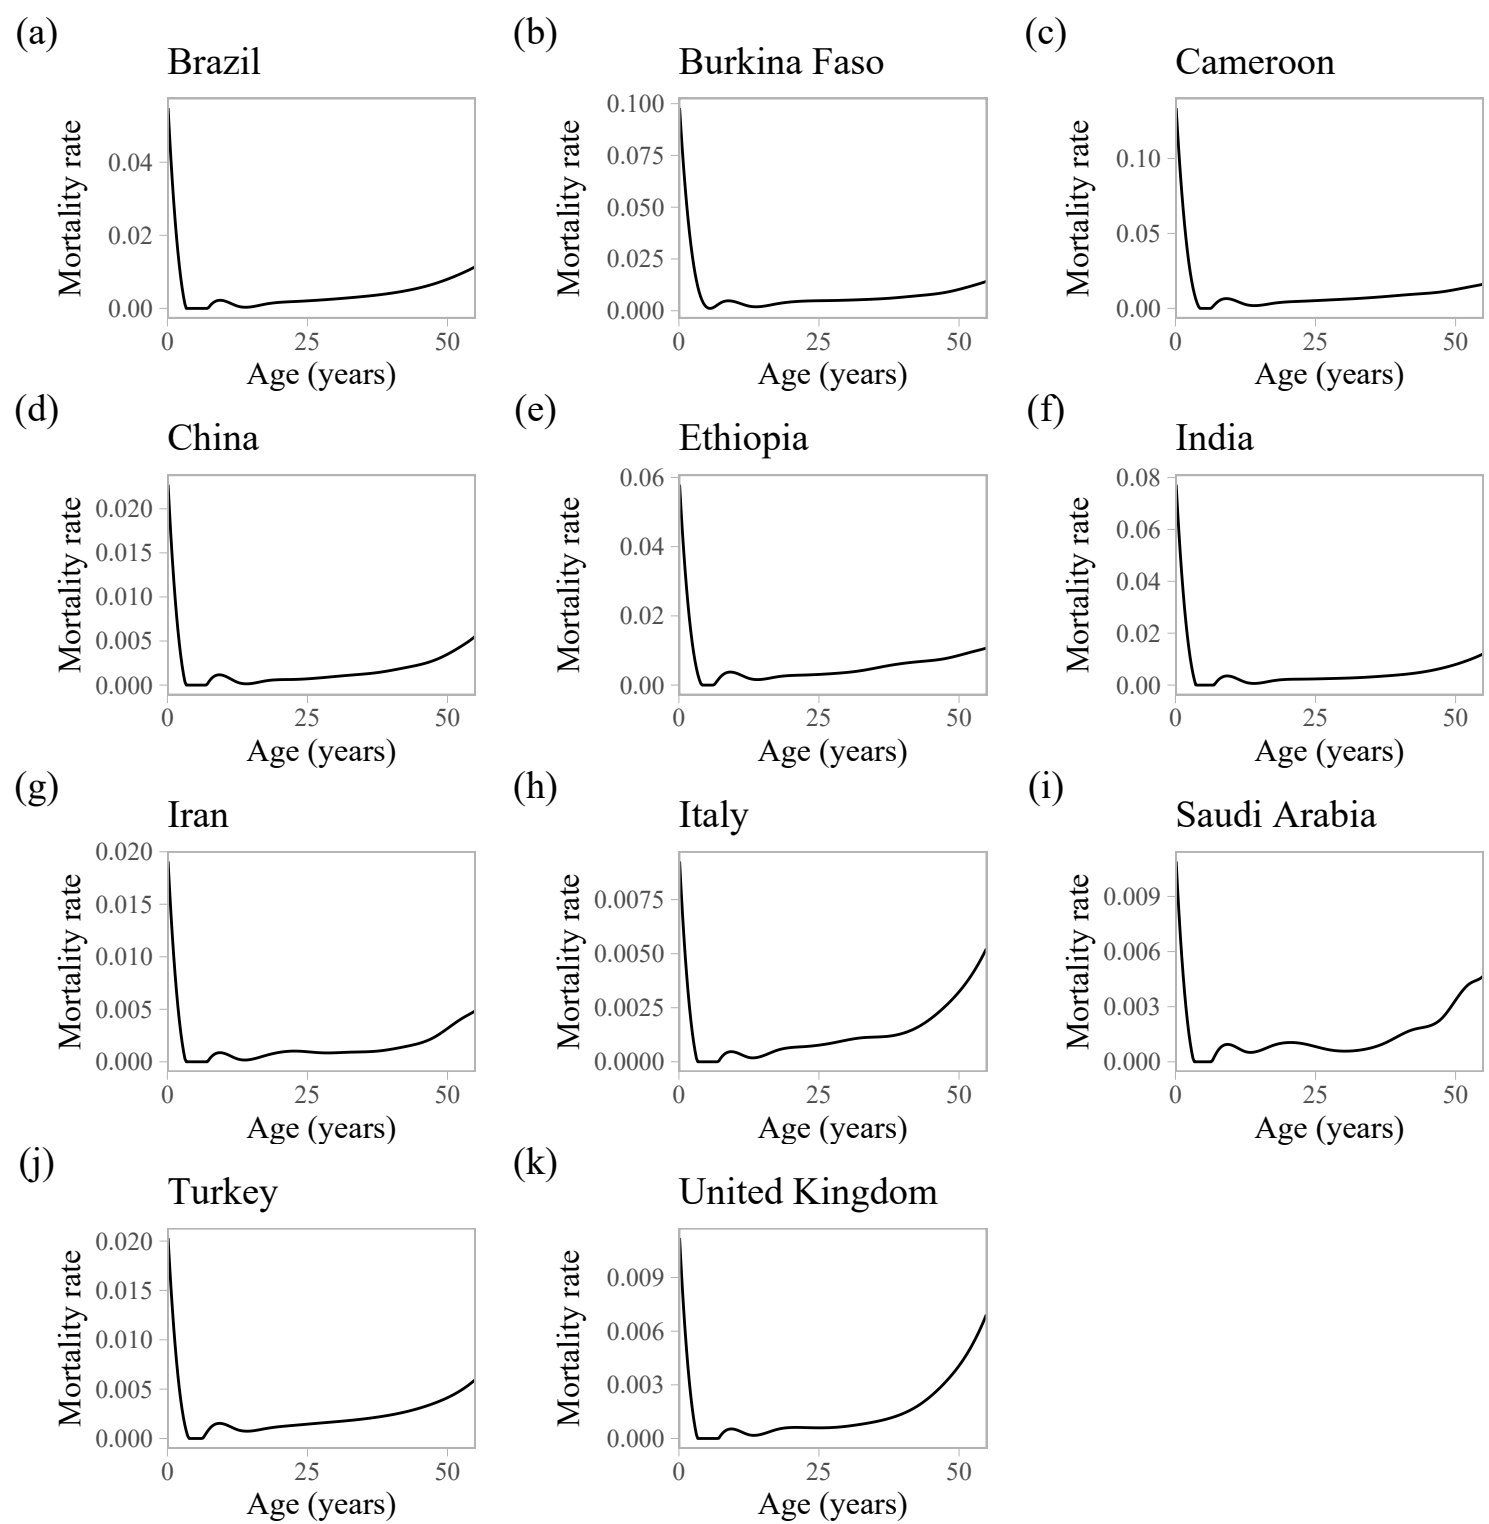 (a)
Brazil
Mortality rate
0.04
0.02
0.00
0 25 50
Age (years)
(b)
Burkina Faso
Mortality rate
0.100
0.075
0.050
0.025
0.000
0 25 50
Age (years)
(c)
Cameroon
Mortality rate
0.10
0.05
0.00
0 25 50
Age (years)
(d)
China
Mortality rate
0.020
0.015
0.010
0.005
0.000
0 25 50
Age (years)
(e)
Ethiopia
Mortality rate
0.06
0.04
0.02
0.00
0 25 50
Age (years)
(f)
India
Mortality rate
0.08
0.06
0.04
0.02
0.00
0 25 50
Age (years)
(g)
Iran
Mortality rate
0.020
0.015
0.010
0.005
0.000
0 25 50
Age (years)
(h)
Italy
Mortality rate
0.0075
0.0050
0.0025
0.0000
0 25 50
Age (years)
(i)
Saudi Arabia
Mortality rate
0.009
0.006
0.003
0.000
0 25 50
Age (years)
(j)
Turkey
Mortality rate
0.020
0.015
0.010
0.005
0.000
0 25 50
Age (years)
(k)
United Kingdom
Mortality rate
0.009
0.006
0.003
0.000
0 25 50
Age (years)